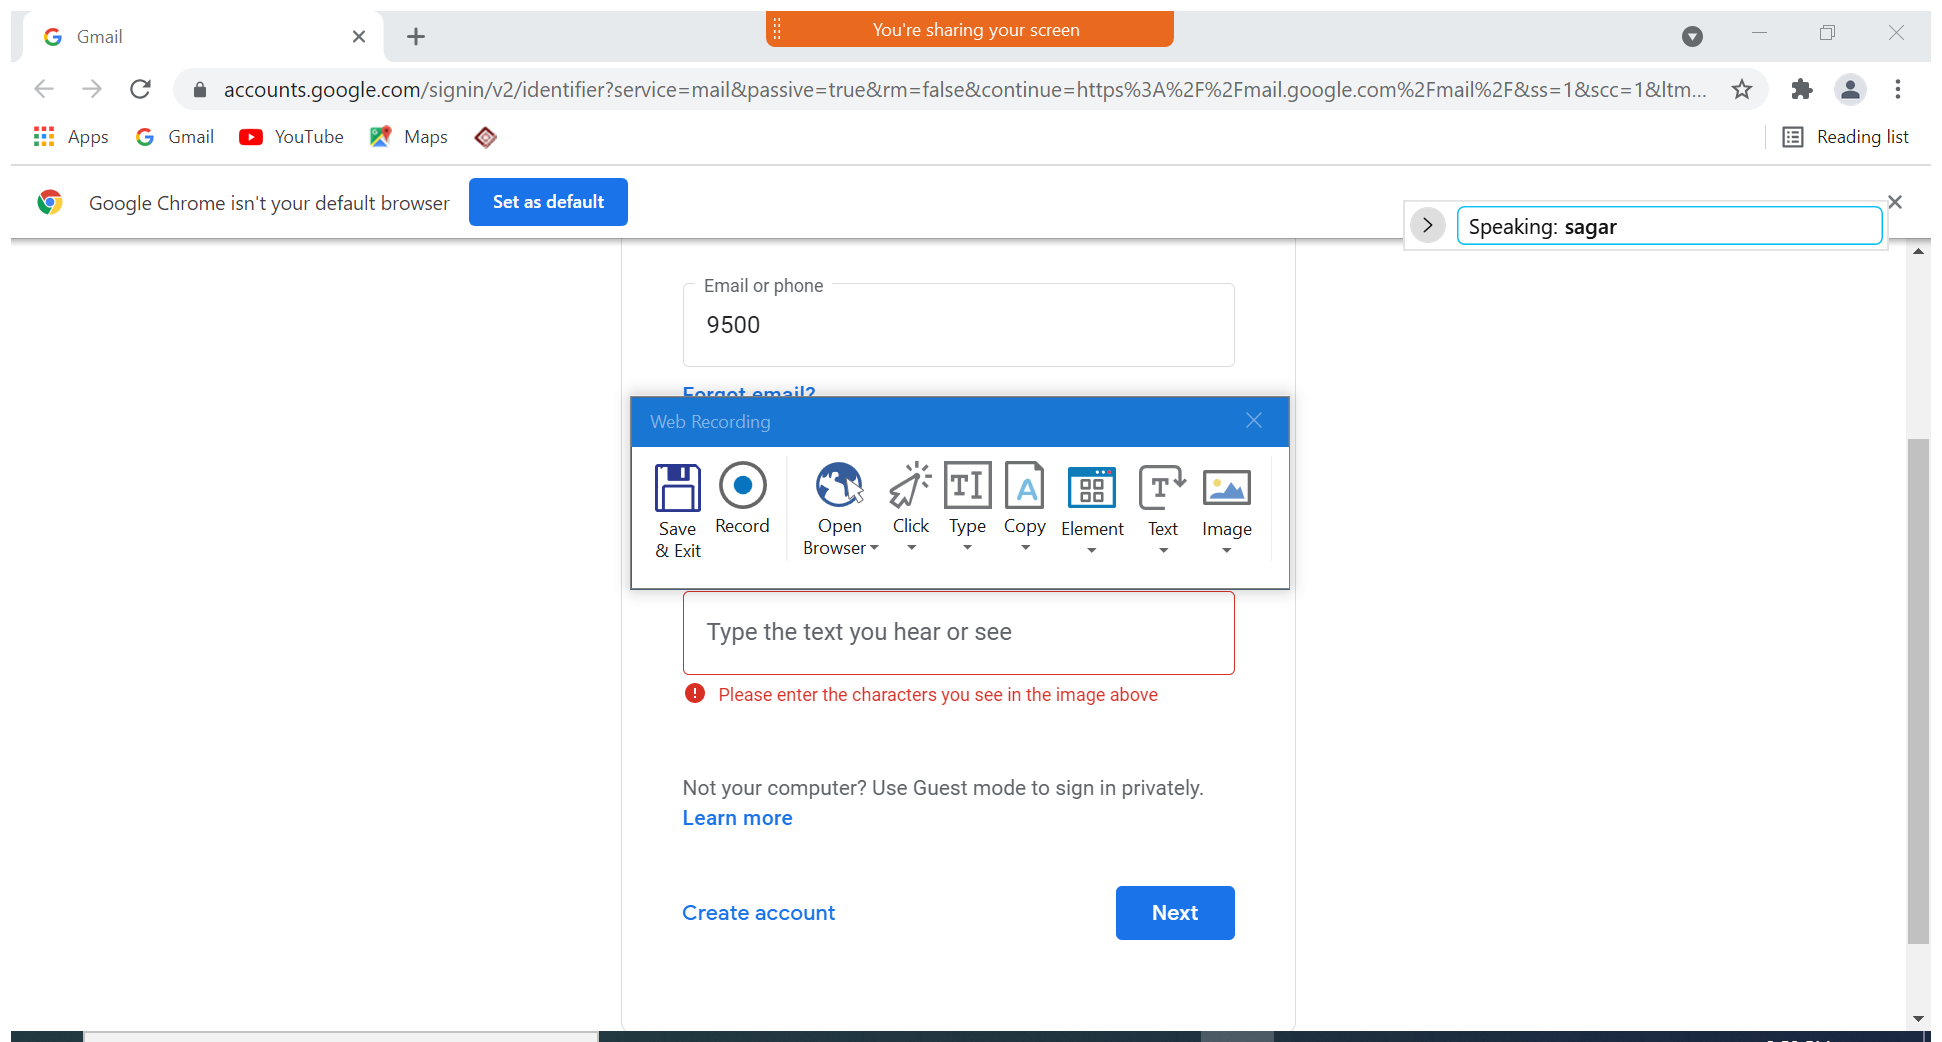 Gmail
You're sharing your screen
accounts.google.com/signin/v2/identifier?service=mail&passive=true&rm=false&continue=https%3A%2F%2Fmail.google.com%2Fmail%2F&ss=1&scc=1&ltm...
Apps Gmail YouTube Maps Reading list
Google Chrome isn't your default browser Set as default
Speaking: sagar
Email or phone
9500
Forgot email?
Web Recording
Save & Exit
Record
Open Browser
Click
Type
Copy
Element
Text
Image
Type the text you hear or see
Please enter the characters you see in the image above
Not your computer? Use Guest mode to sign in privately.
Learn more
Create account Next